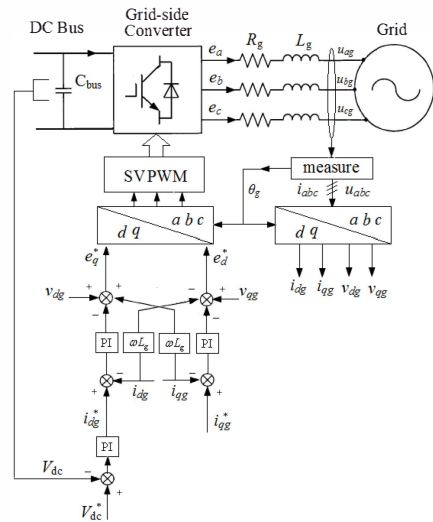 DC Bus
Grid-side
Converter
Grid
C_bus
e_a
e_b
e_c
R_g
L_g
u_ag
u_bg
u_cg
SVPWM
measure
θ_g
i_abc
u_abc
a b c
d q
a b c
d q
e_q^*
e_d^*
i_dg
i_qg
v_dg
v_qg
v_dg
+
+
−
−
+
−
v_qg
PI
ωL_g
ωL_g
PI
+
−
i_dg
i_qg
−
+
i_dg^*
i_qg^*
PI
V_dc
−
+
V_dc^*